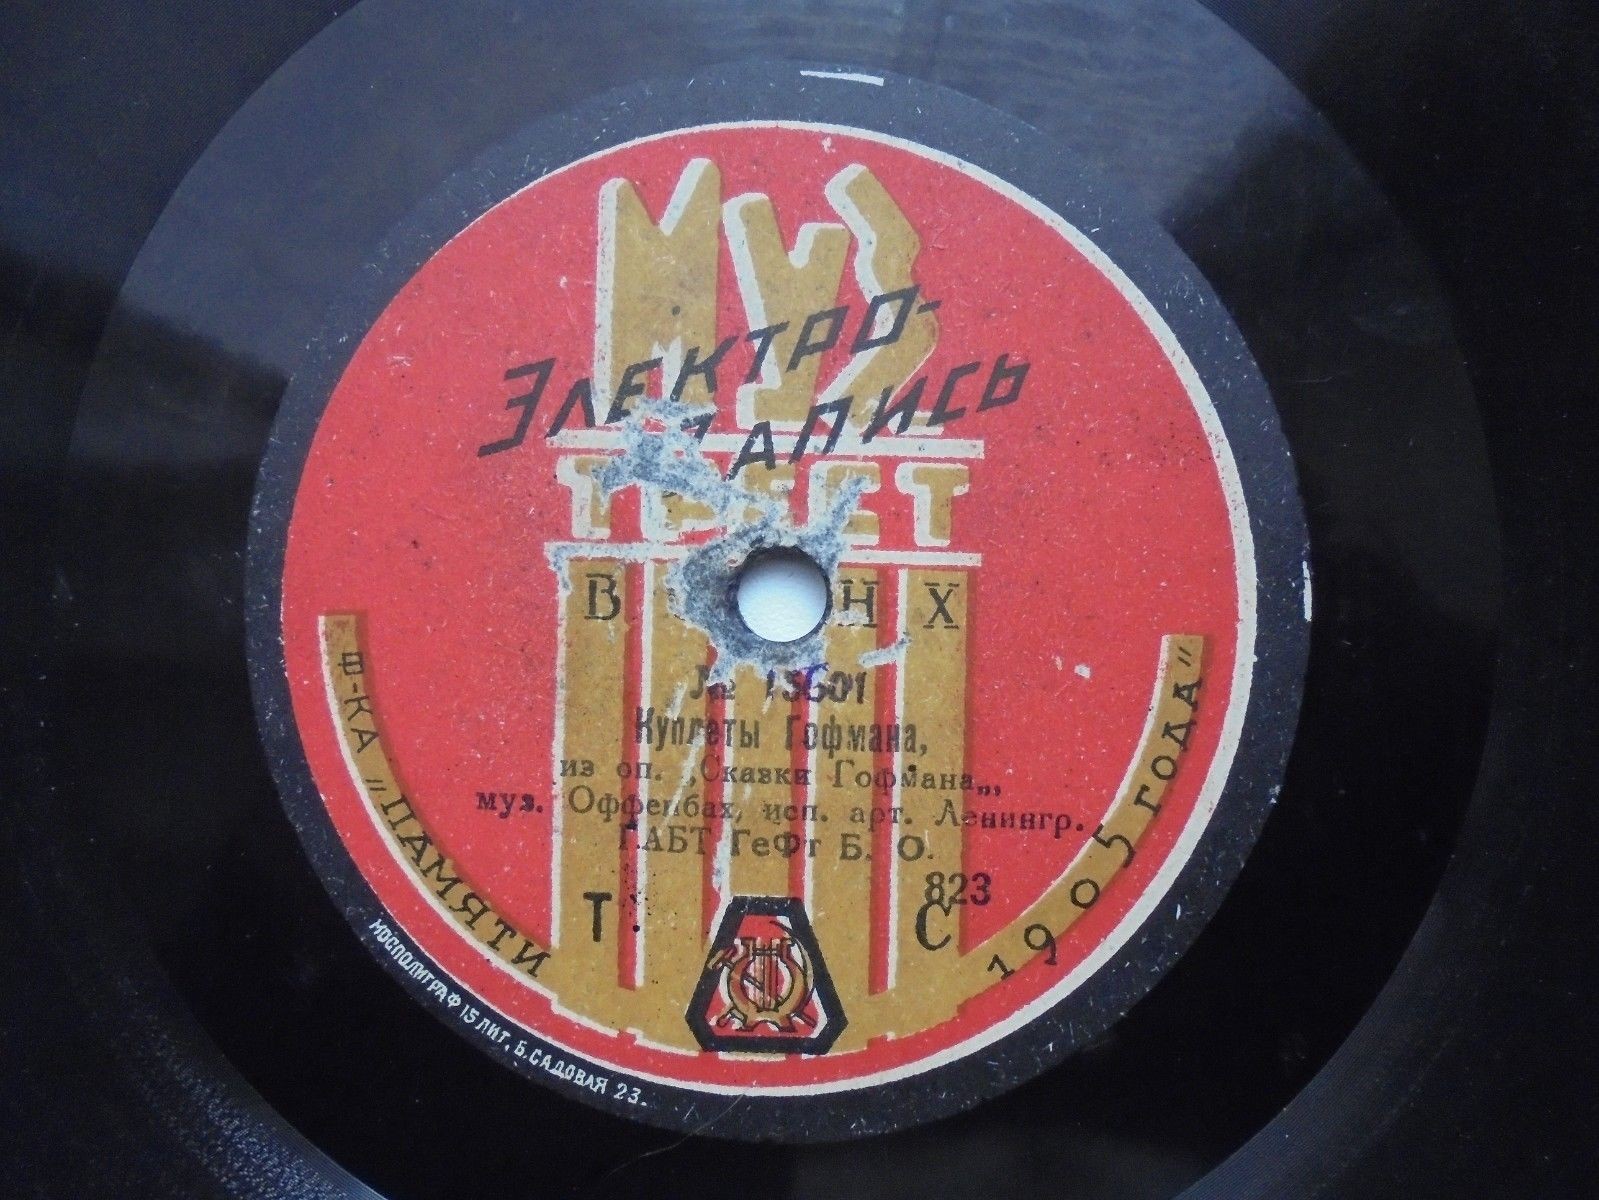 МУЗ
ЭЛЕКТРО-
ЗАПИСЬ
ТРЕСТ
В С Н Х
№ 15601
Куплеты Гофмана,
из оп. „Сказки Гофмана„,
муз. Оффенбах, исп. арт. Ленингр.
ГАБТ ГеФт Б. О.
823
Т С
Ф-КА „ПАМЯТИ 1905 ГОДА"
МОСПОЛИГРАФ 15 ЛИТ, Б. САДОВАЯ 23.